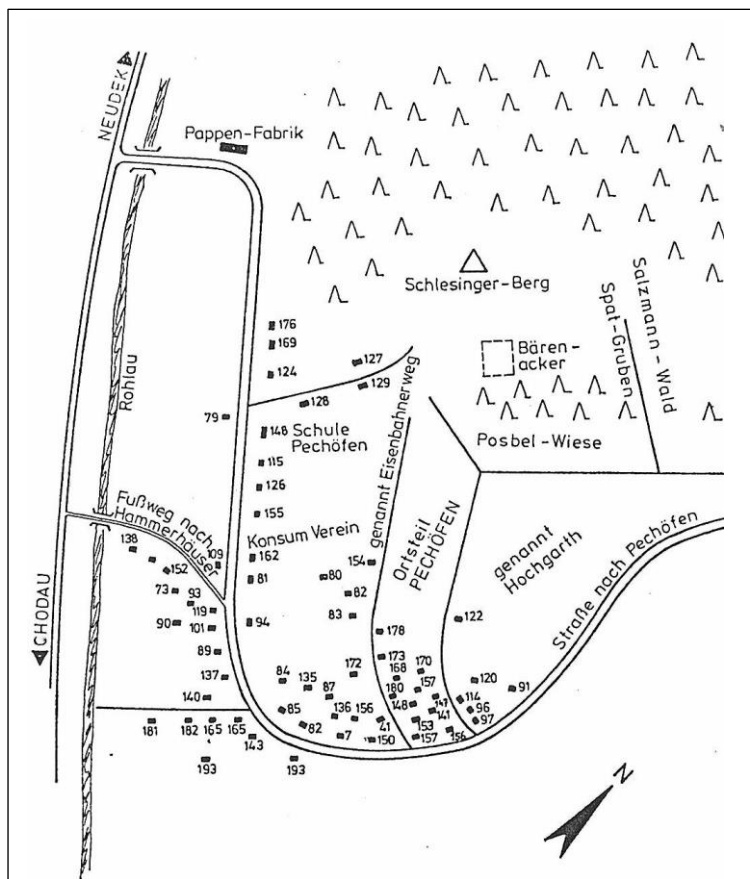 NEUDEK
Pappen-Fabrik
Schlesinger-Berg
Salzmann-Wald
Spat-Gruben
Bären-
acker
Posbel-Wiese
Rohlau
176
169
124
127
129
128
79
148
Schule
Pechöfen
115
126
155
genannt Eisenbahnerweg
Ortsteil
PECHÖFEN
genannt
Hochgarth
Straße nach Pechöfen
Fußweg nach
Hammerhäuser
Konsum Verein
138
152
109
162
154
73
93
81
80
82
119
90
101
94
83
122
178
89
173
172
168
170
137
84
135
87
180
157
120
91
140
148
147
114
85
136
156
41
153
141
96
97
181
182
165
165
82
7
150
157
156
143
193
193
CHODAU
N